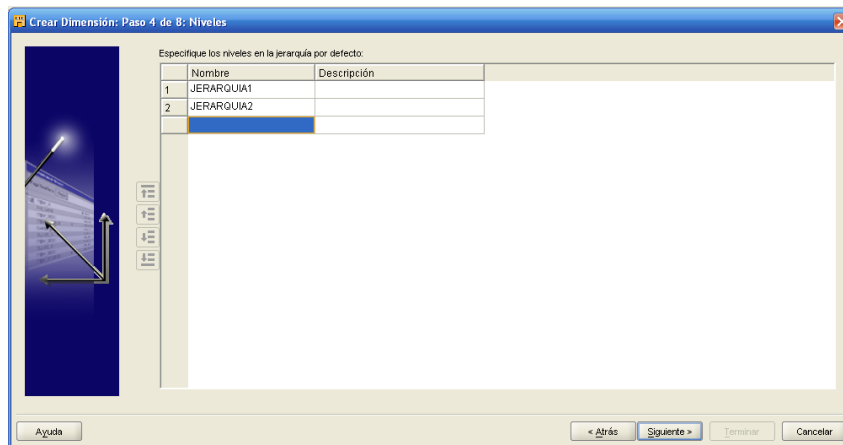 Crear Dimensión: Paso 4 de 8: Niveles
Especifique los niveles en la jerarquía por defecto:
Nombre Descripción
1 JERARQUIA1
2 JERARQUIA2
Ayuda < Atrás Siguiente > Terminar Cancelar